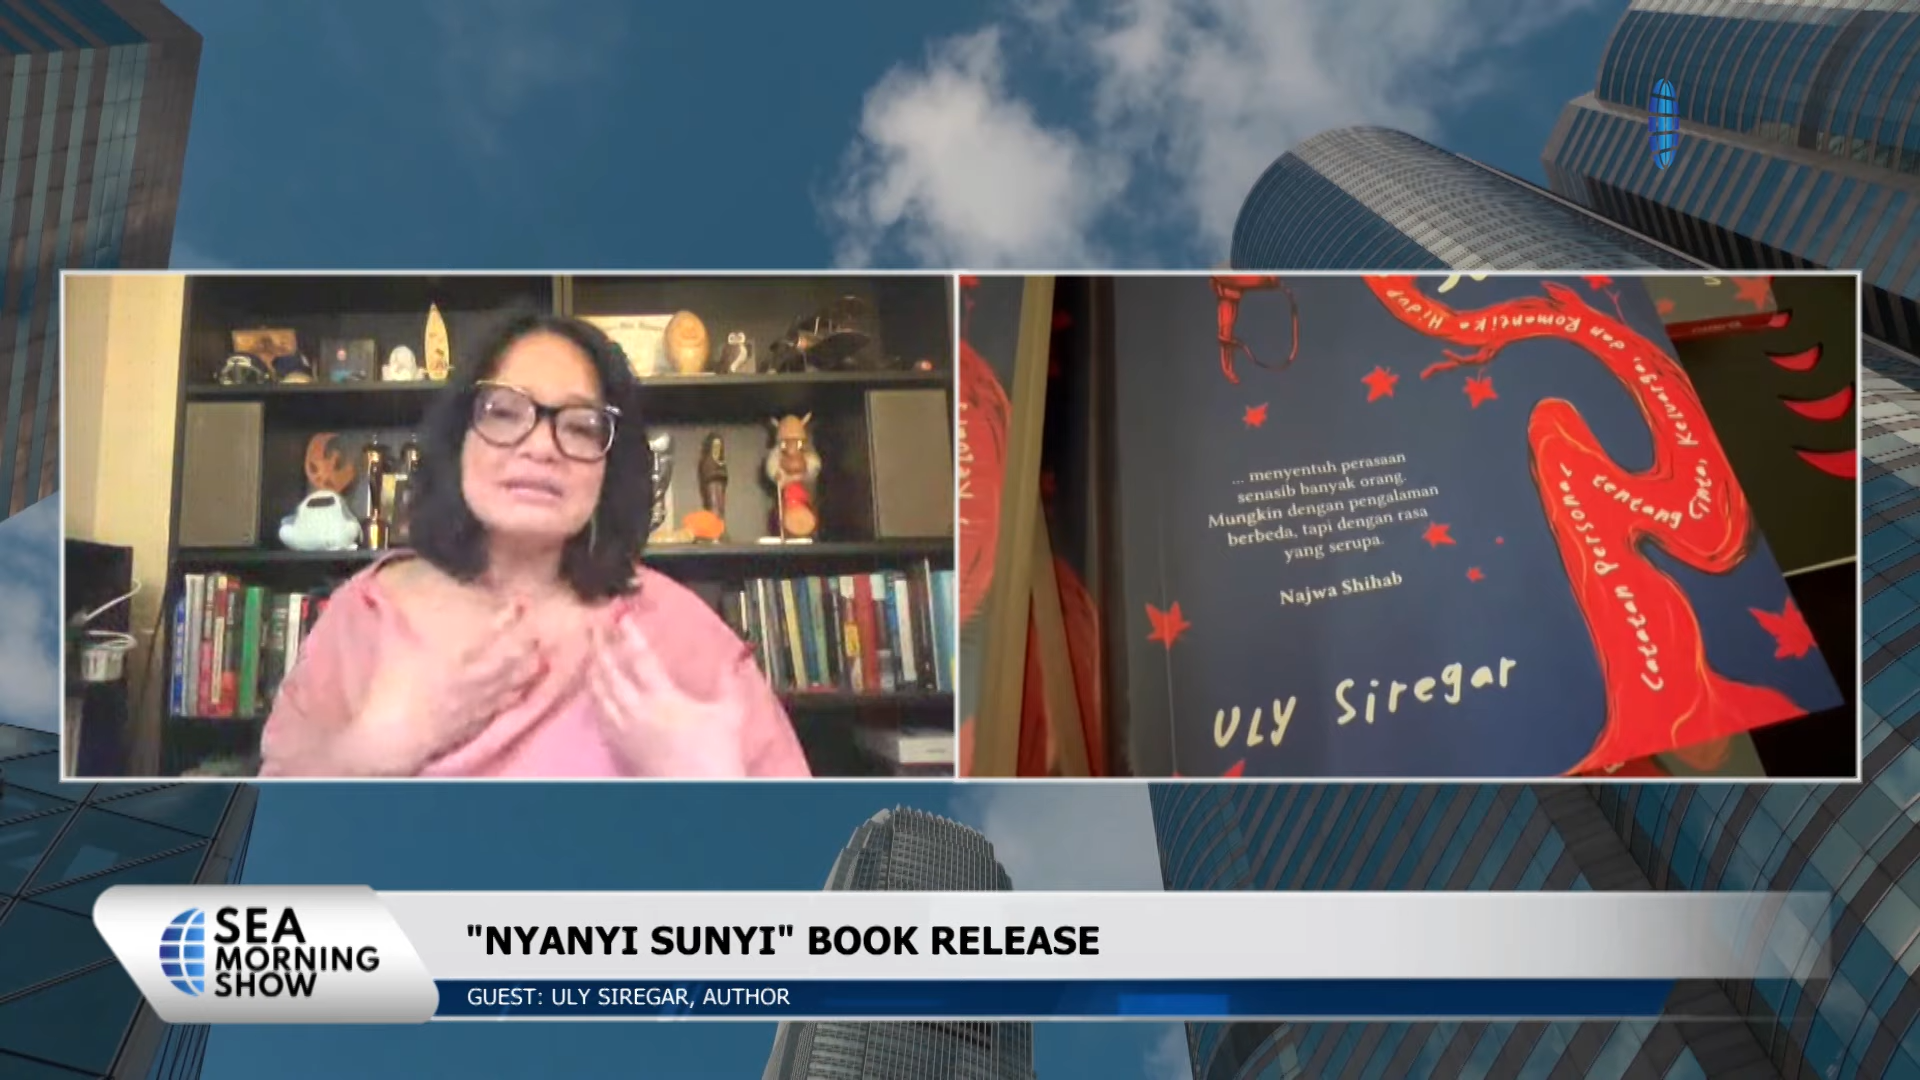 Hidup
dan Romantika
Keluarga,
Cinta,
tentang
Catatan Personal
... menyentuh perasaan
senasib banyak orang.
Mungkin dengan pengalaman
berbeda, tapi dengan rasa
yang serupa.
Najwa Shihab
ULY Siregar
SEA
MORNING
SHOW
"NYANYI SUNYI" BOOK RELEASE
GUEST: ULY SIREGAR, AUTHOR